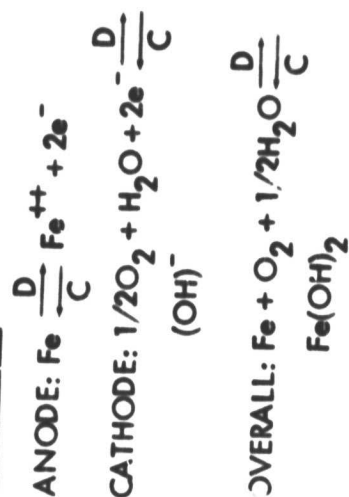 ANODE: Fe ⇌ Fe⁺⁺ + 2e⁻
D
C
CATHODE: 1/2O₂ + H₂O + 2e⁻ ⇌
D
C
(OH)⁻
OVERALL: Fe + O₂ + 1/2H₂O ⇌
D
C
Fe(OH)₂